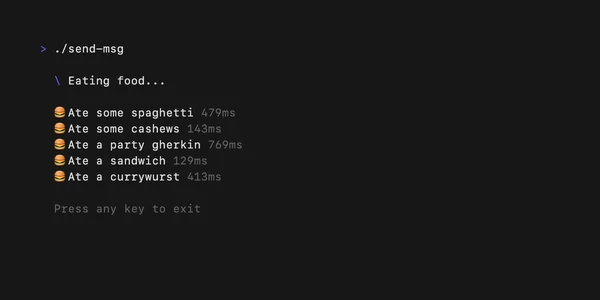 > ./send-msg
\ Eating food...
🍔Ate some spaghetti 479ms
🍔Ate some cashews 143ms
🍔Ate a party gherkin 769ms
🍔Ate a sandwich 129ms
🍔Ate a currywurst 413ms
Press any key to exit